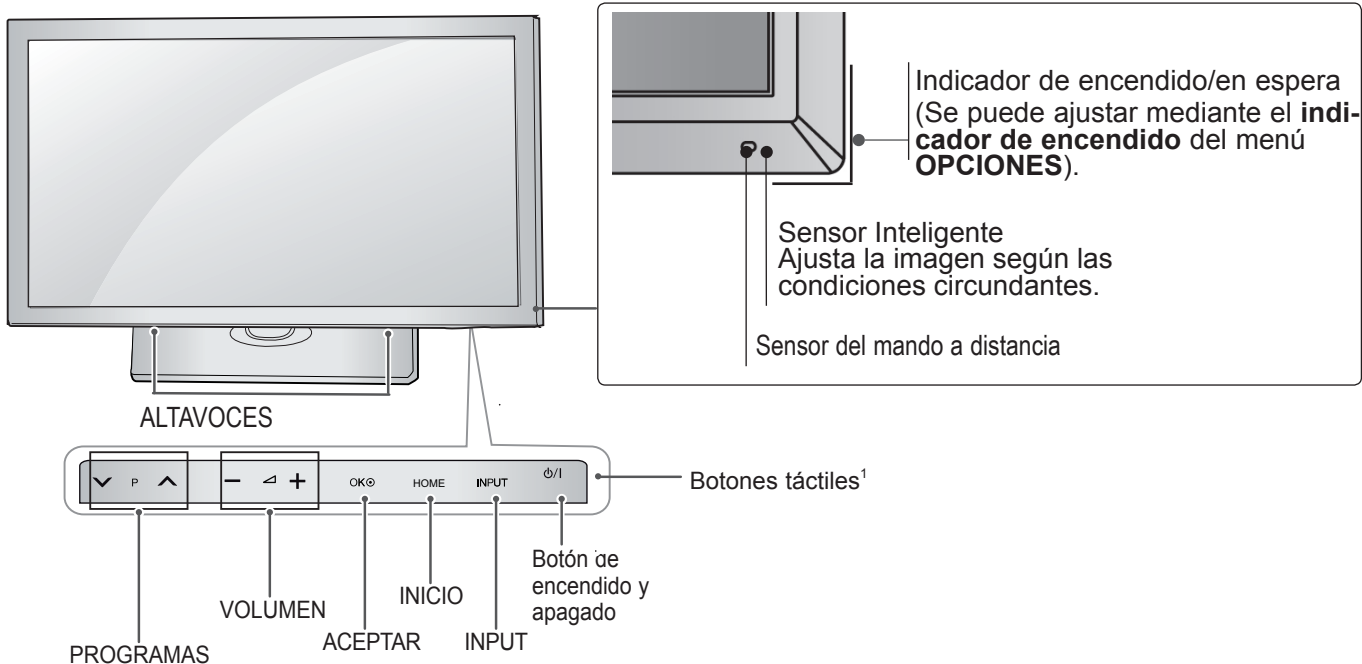 Indicador de encendido/en espera
(Se puede ajustar mediante el indi-
cador de encendido del menú
OPCIONES).
Sensor Inteligente
Ajusta la imagen según las
condiciones circundantes.
Sensor del mando a distancia
ALTAVOCES
P
OK
HOME
INPUT
Botones táctiles¹
Botón de
encendido y
apagado
INICIO
VOLUMEN
ACEPTAR
INPUT
PROGRAMAS